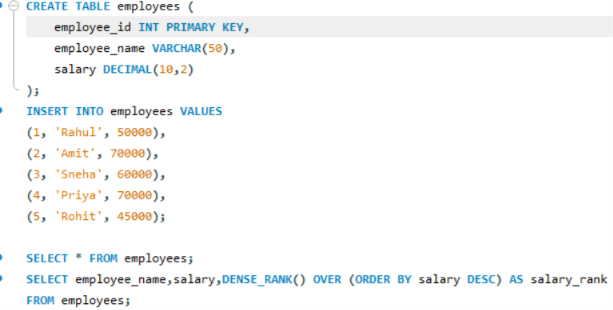 CREATE TABLE employees (
    employee_id INT PRIMARY KEY,
    employee_name VARCHAR(50),
    salary DECIMAL(10,2)
);
INSERT INTO employees VALUES
(1, 'Rahul', 50000),
(2, 'Amit', 70000),
(3, 'Sneha', 60000),
(4, 'Priya', 70000),
(5, 'Rohit', 45000);
SELECT * FROM employees;
SELECT employee_name,salary,DENSE_RANK() OVER (ORDER BY salary DESC) AS salary_rank
FROM employees;